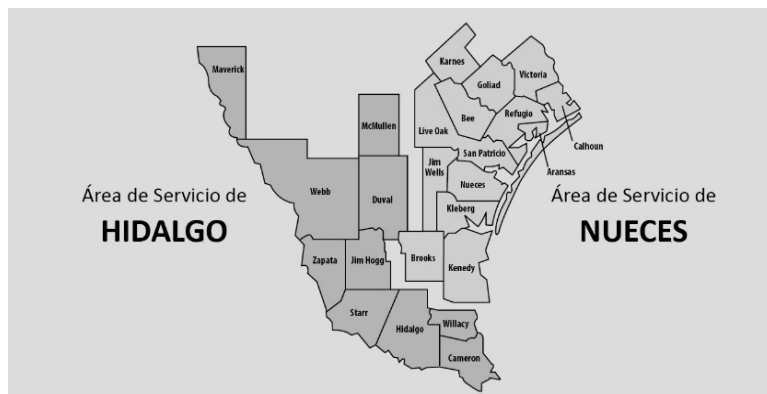 Karnes
Maverick
Goliad
Victoria
McMullen
Live Oak
Bee
Refugio
Calhoun
San Patricio
Aransas
Jim
Wells
Nueces
Webb
Duval
Kleberg
Área de Servicio de
HIDALGO
Área de Servicio de
NUECES
Zapata
Jim Hogg
Brooks
Kenedy
Starr
Hidalgo
Willacy
Cameron